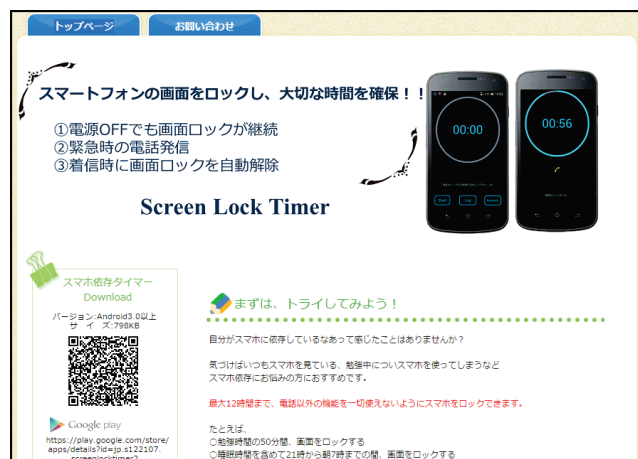 トップページ
お問い合わせ
スマートフォンの画面をロックし、大切な時間を確保！！
①電源OFFでも画面ロックが継続
②緊急時の電話発信
③着信時に画面ロックを自動解除
Screen Lock Timer
00:00
00:56
Start
Log
スマホ依存タイマー
Download
バージョン:Android3.0以上
サ イ ズ:798KB
Google play
https://play.google.com/store/
apps/details?id=jp.s122107.
screenlocktimer2
まずは、トライしてみよう！
自分がスマホに依存しているなあって感じたことはありませんか？
気づけばいつもスマホを見ている、勉強中についスマホを使ってしまうなど
スマホ依存にお悩みの方におすすめです。
最大12時間まで、電話以外の機能を一切使えないようにスマホをロックできます。
たとえば、
○勉強時間の50分間、画面をロックする
○睡眠時間を含めて21時から朝7時までの間、画面をロックする